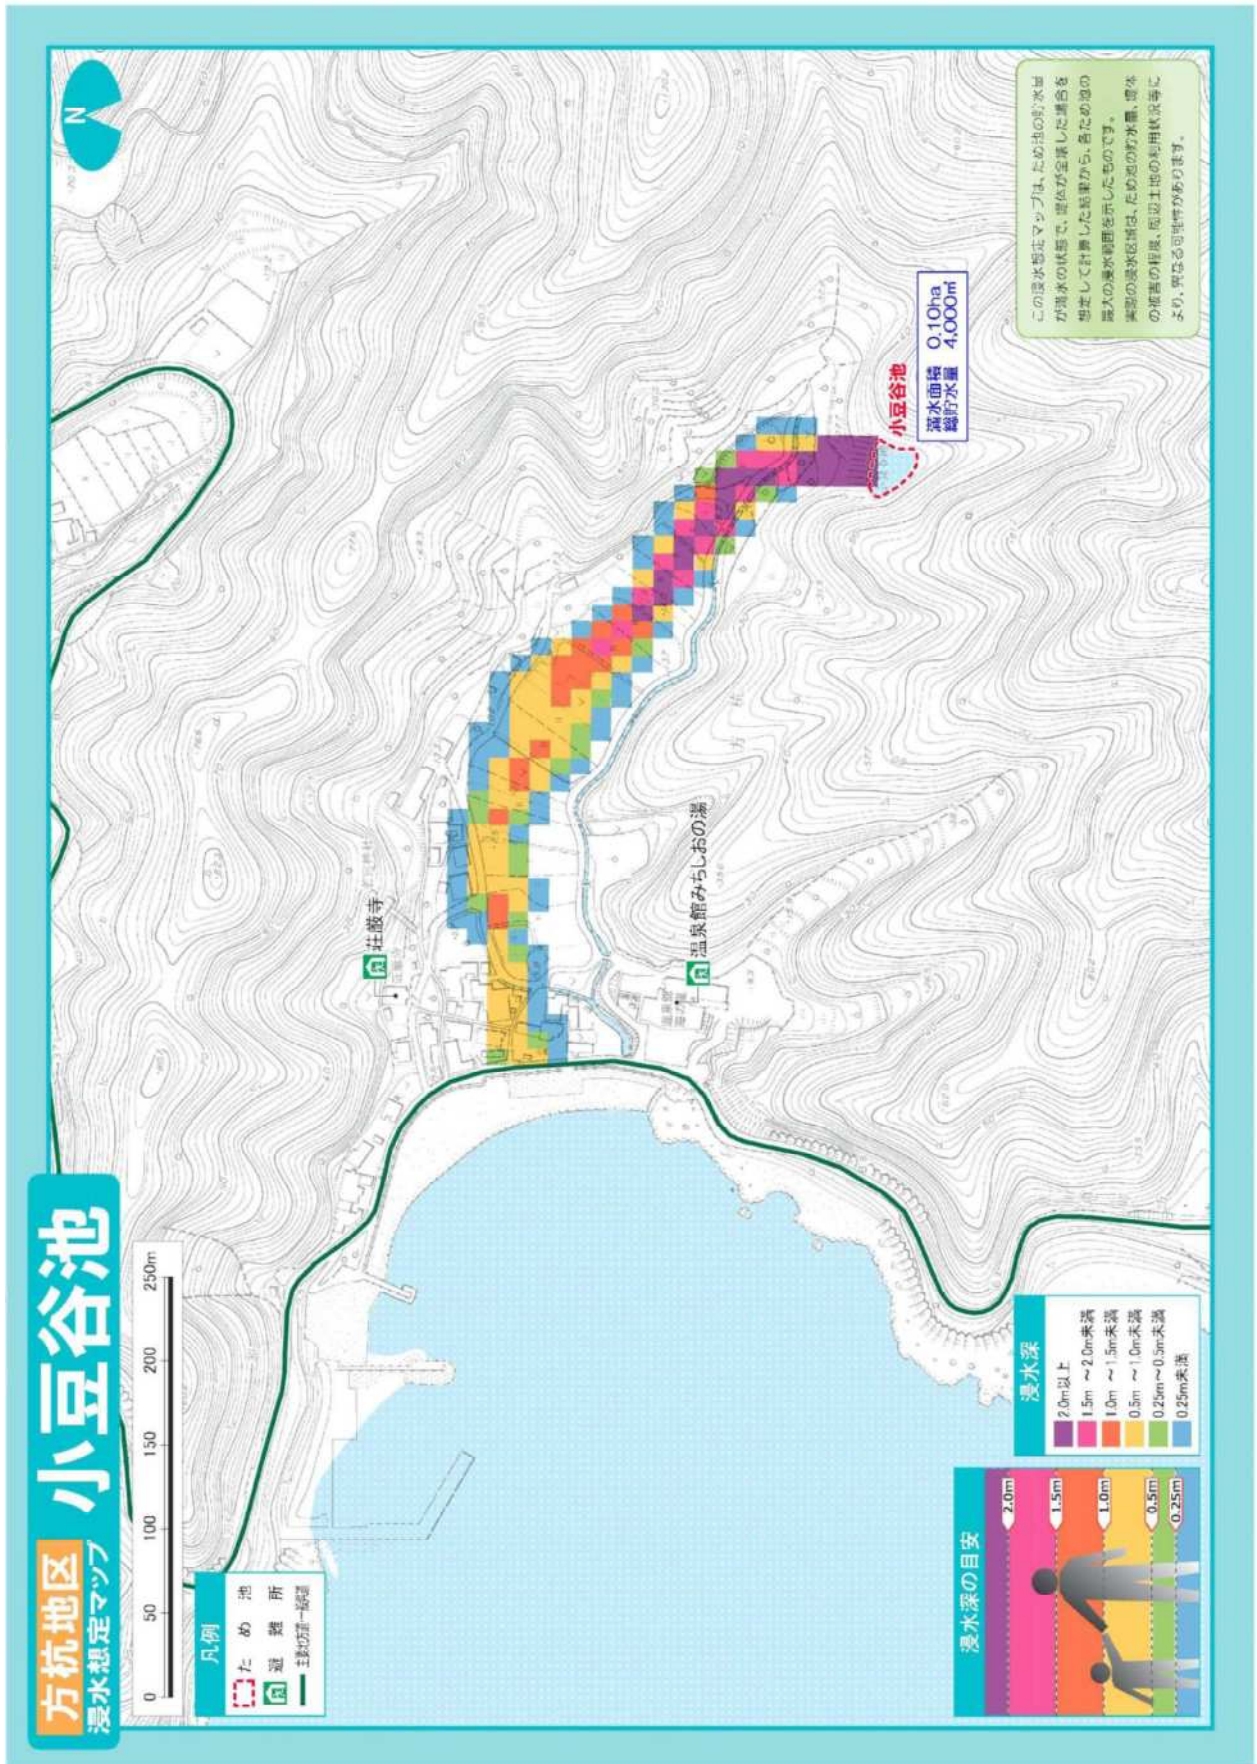 方杭地区
浸水想定マップ
小豆谷池
0 50 100 150 200 250m
N
凡例
ため池
避難所
主要地方道・一般県道
荘厳寺
温泉館みちしおの湯
小豆谷池
満水面積 0.10ha
総貯水量 4,000㎥
この浸水想定マップは、ため池の貯水量
が満水の状態で、堤体が全壊した場合を
想定して計算した結果から、各ため池の
最大の浸水範囲を示したものです。
実際の浸水区域は、ため池の貯水量、堤体
の被害の程度、周辺土地の利用状況等に
より、異なる可能性があります。
浸水深の目安
2.0m
1.5m
1.0m
0.5m
0.25m
浸水深
2.0m以上
1.5m ～2.0m未満
1.0m ～1.5m未満
0.5m ～1.0m未満
0.25m～0.5m未満
0.25m未満